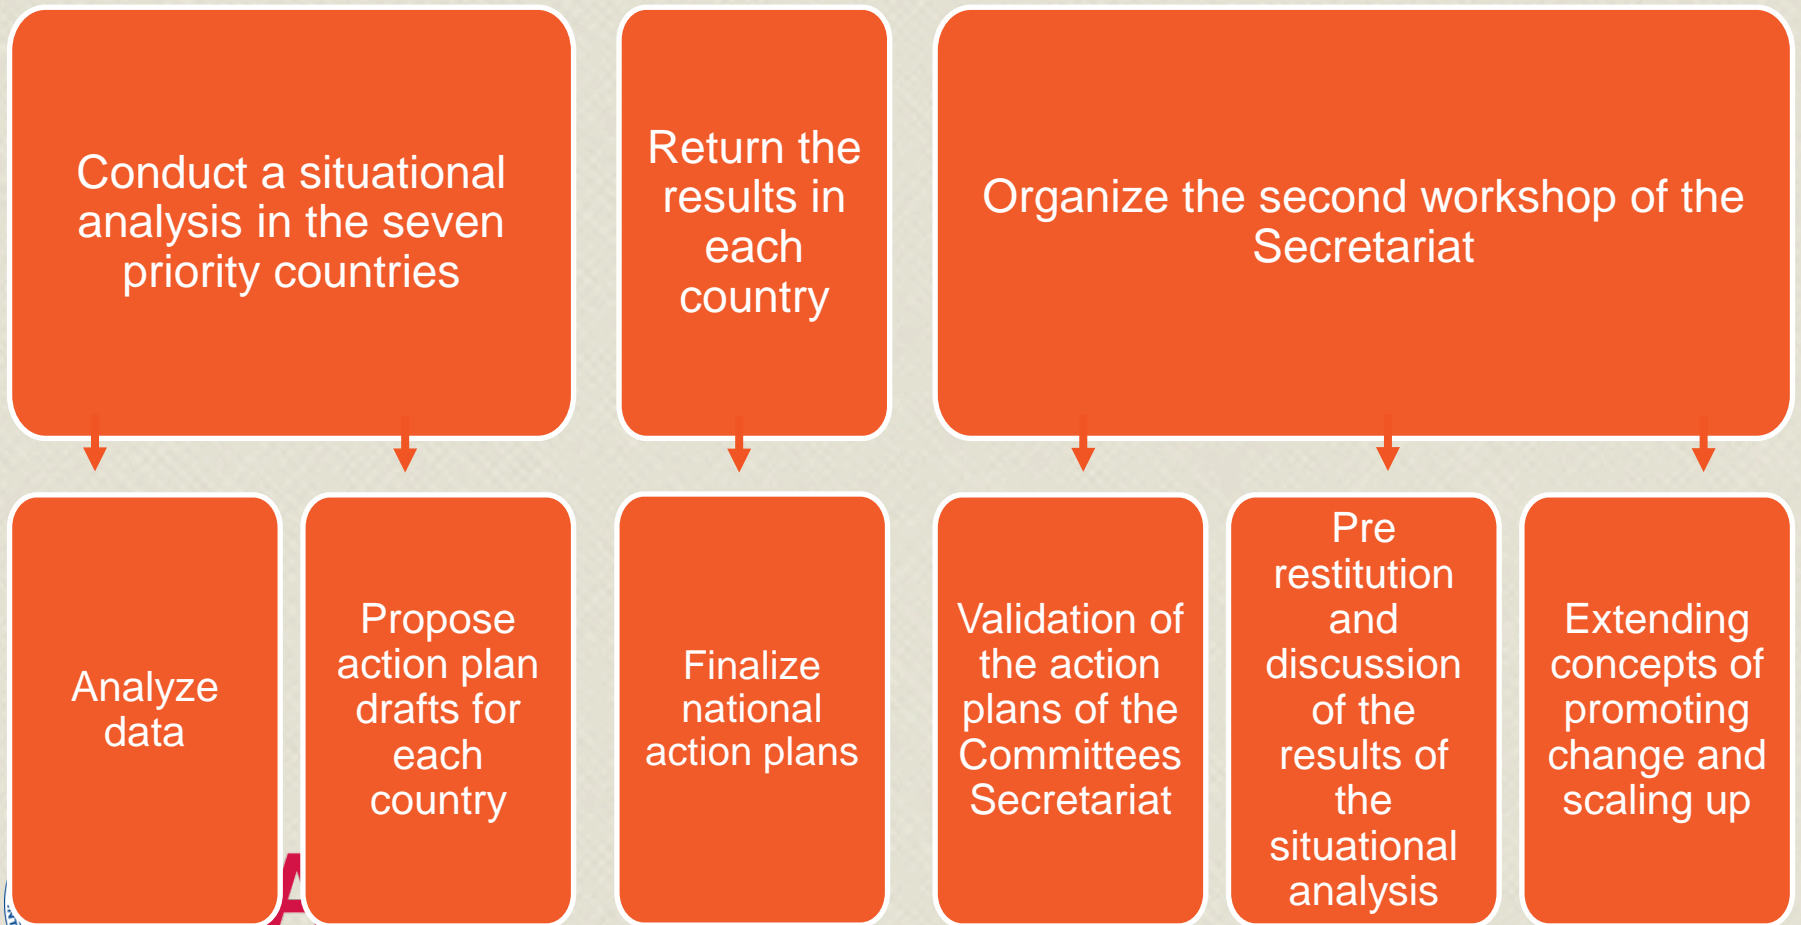 Conduct a situational
analysis in the seven
priority countries
Return the
results in
each
country
Organize the second workshop of the
Secretariat
Analyze
data
Propose
action plan
drafts for
each
country
Finalize
national
action plans
Validation of
the action
plans of the
Committees
Secretariat
Pre
restitution
and
discussion
of the
results of
the
situational
analysis
Extending
concepts of
promoting
change and
scaling up